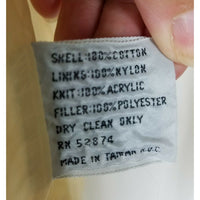 SHELL:100%COTTON
LINING:100%NYLON
KNIT:100%ACRYLIC
FILLER:100%POLYESTER
DRY CLEAN ONLY
RN 52874
MADE IN TAIWAN R.O.C